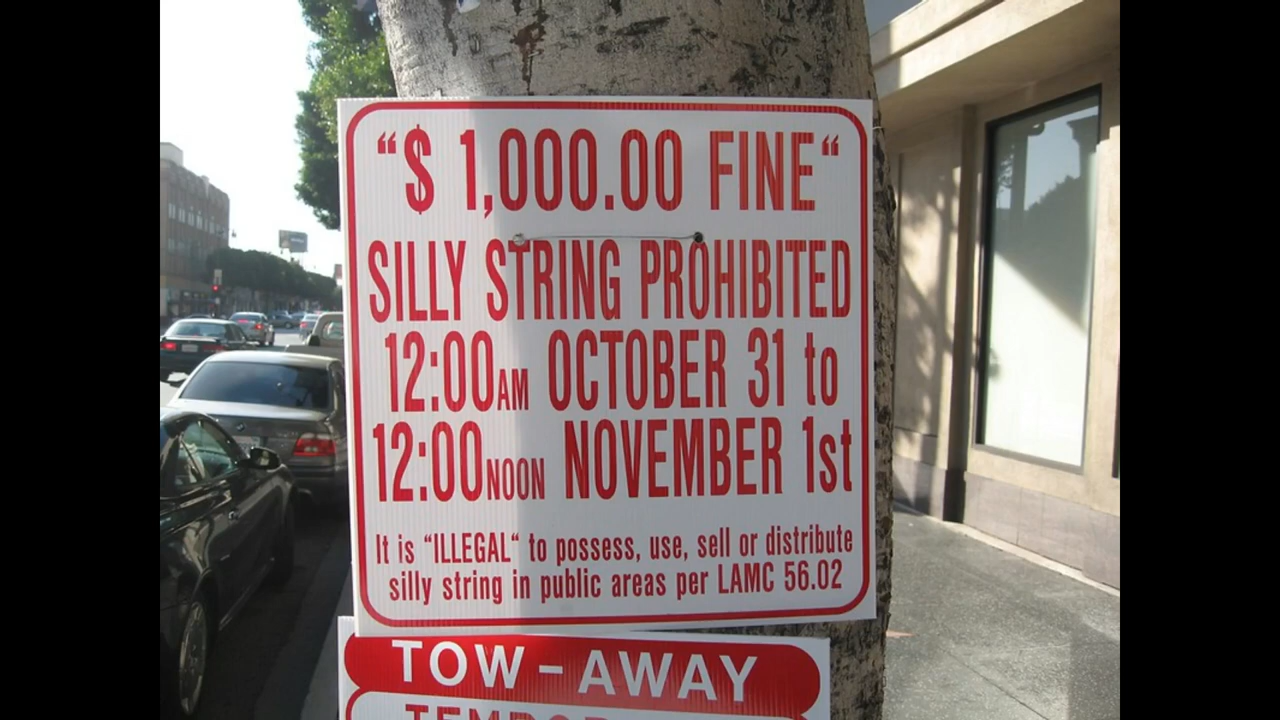 “$ 1,000.00 FINE“
SILLY STRING PROHIBITED
12:00AM OCTOBER 31 to
12:00NOON NOVEMBER 1st
It is “ILLEGAL“ to possess, use, sell or distribute
silly string in public areas per LAMC 56.02
TOW-AWAY